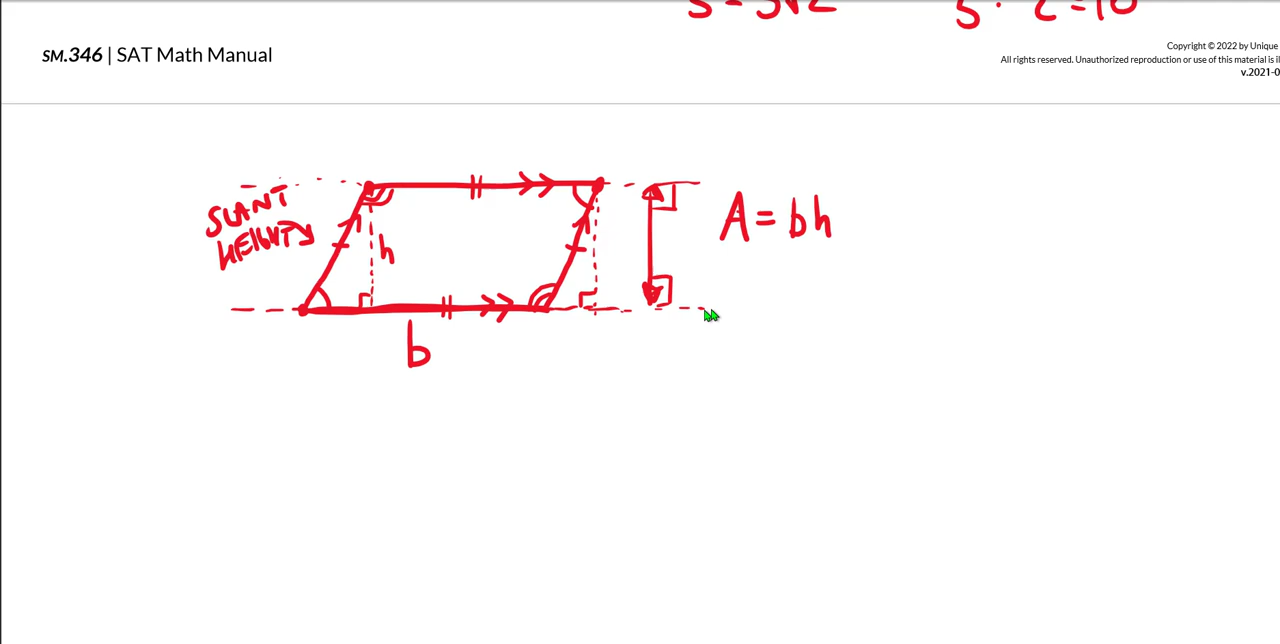 SM.346 | SAT Math Manual
Copyright © 2022 by Unique
All rights reserved. Unauthorized reproduction or use of this material is il
v.2021-0
SLANT
HEIGHT
h
A = bh
b